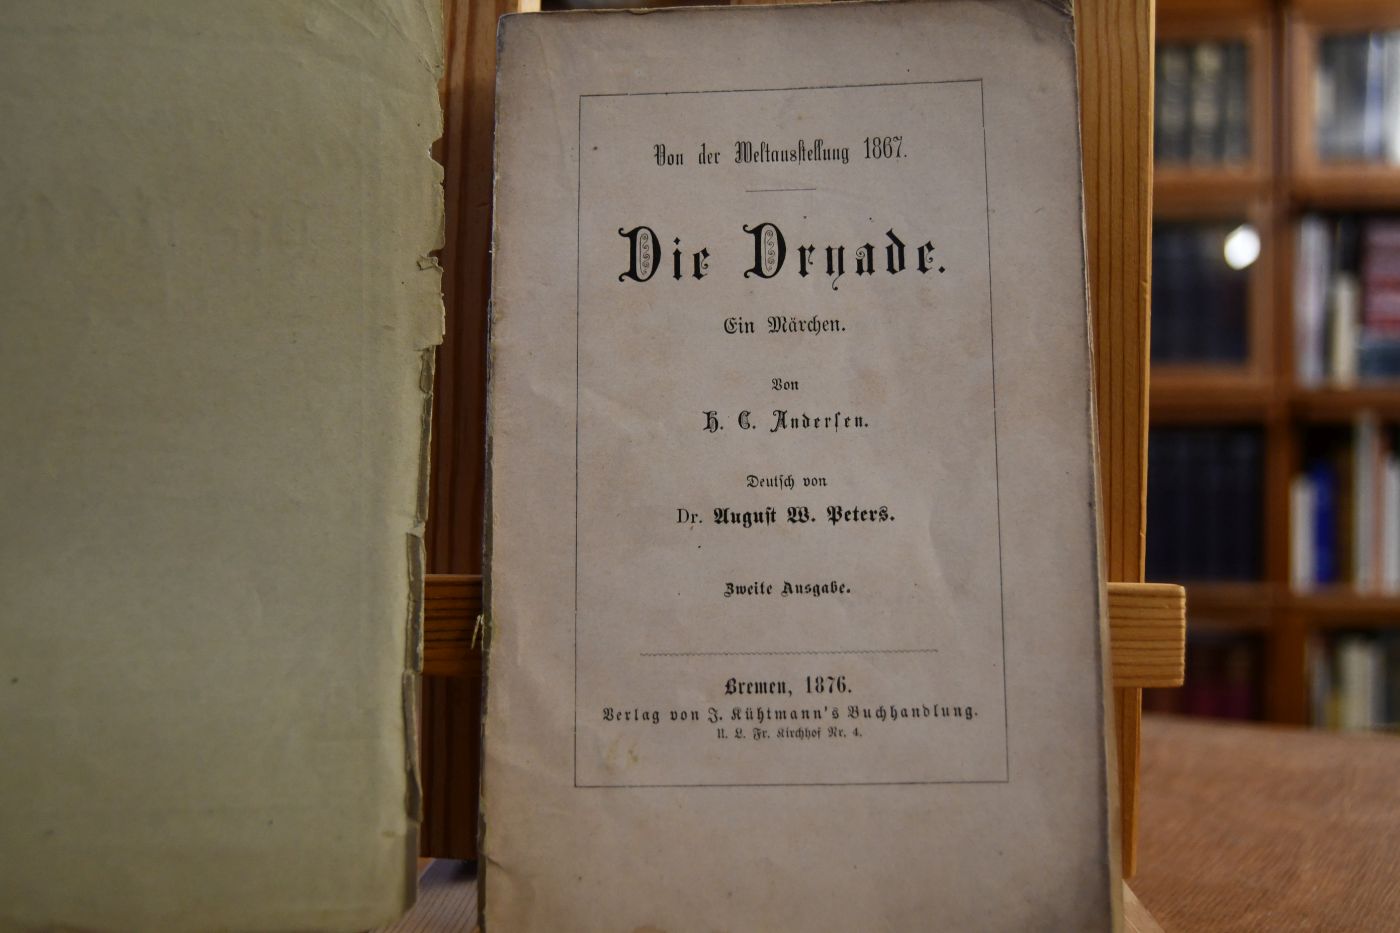 Von der Weltausstellung 1867.
Die Dryade.
Ein Märchen.
Von
H. C. Andersen.
Deutsch von
Dr. August W. Peters.
Zweite Ausgabe.
Bremen, 1876.
Verlag von J. Kühtmann's Buchhandlung.
U. L. Fr. Kirchhof Nr. 4.